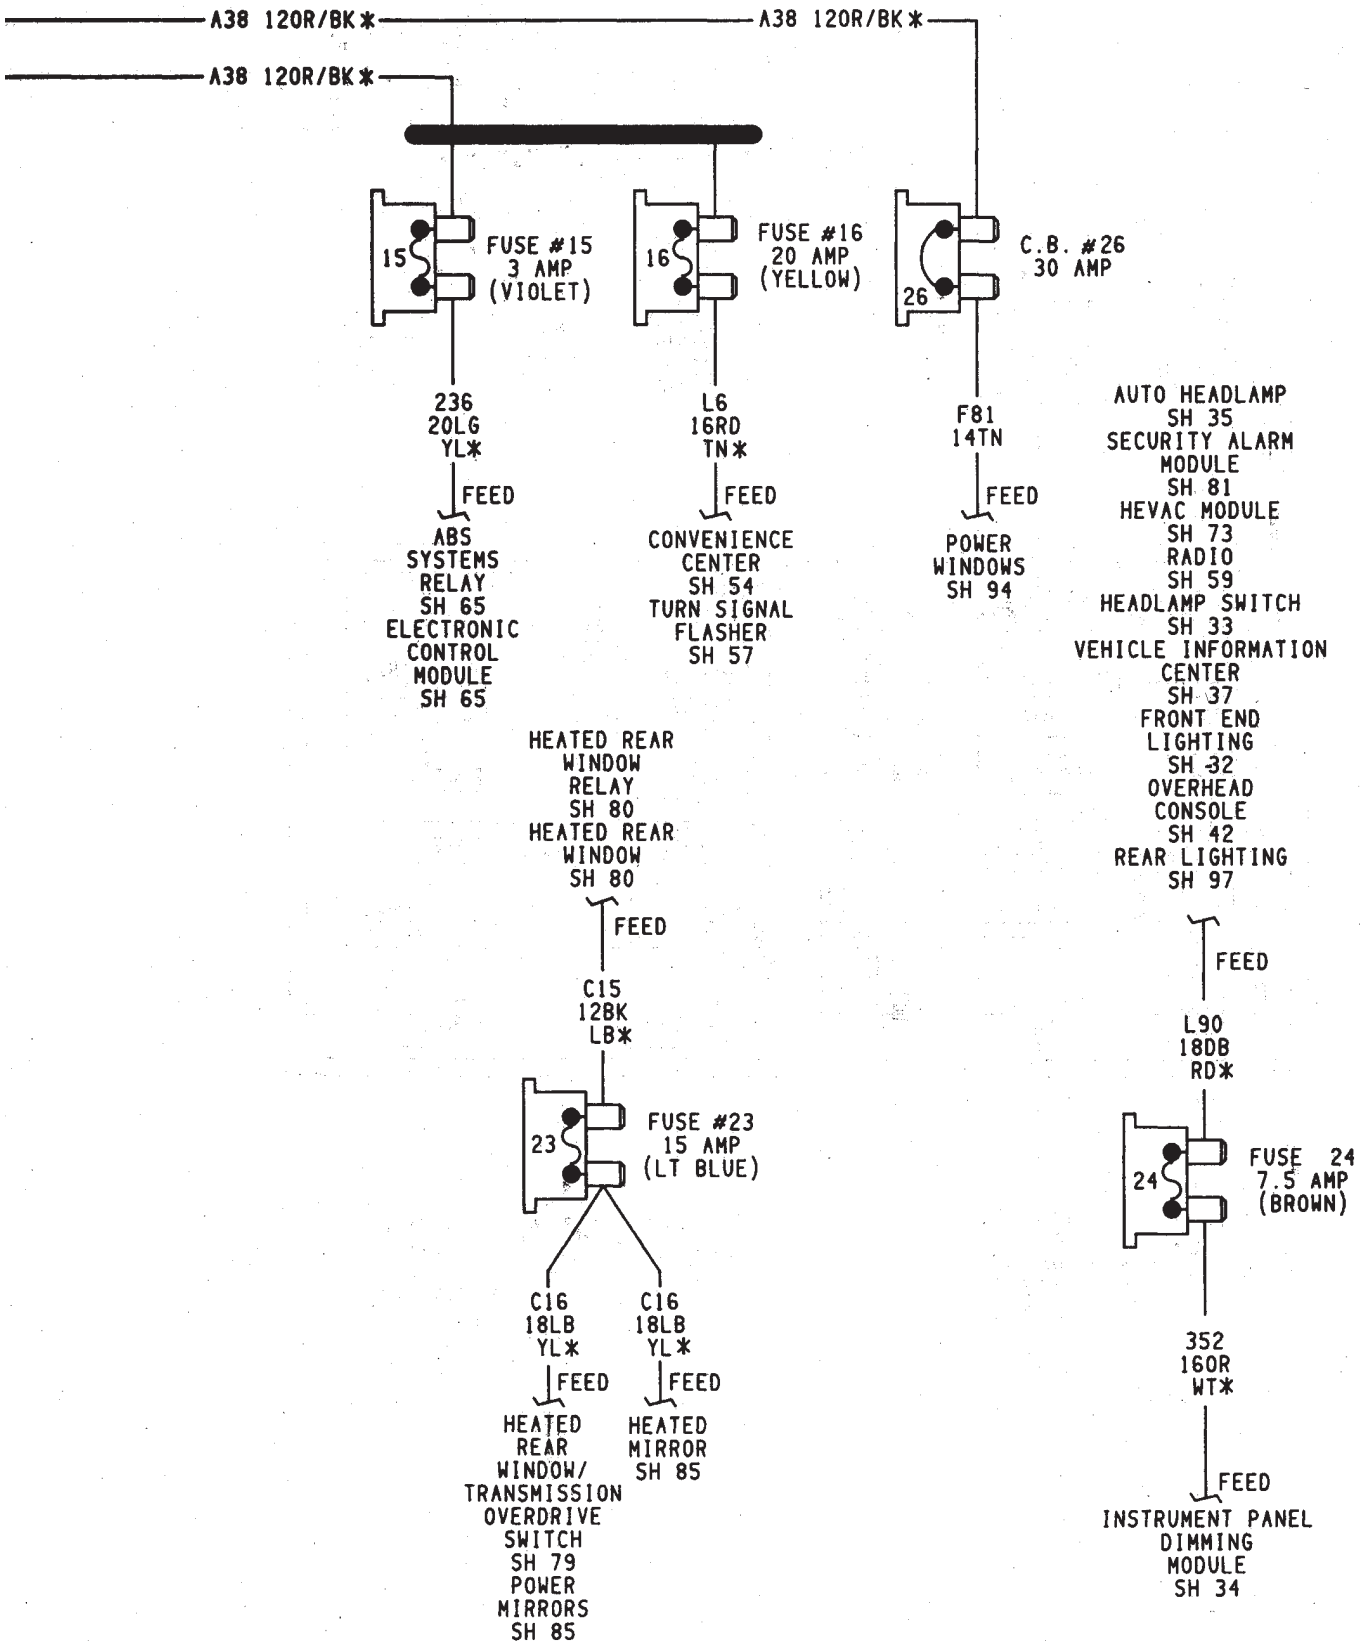 A38 12OR/BK*
A38 12OR/BK*
A38 12OR/BK*
15
FUSE #15
3 AMP
(VIOLET)
16
FUSE #16
20 AMP
(YELLOW)
26
C.B. #26
30 AMP
236
20LG
YL*
FEED
ABS
SYSTEMS
RELAY
SH 65
ELECTRONIC
CONTROL
MODULE
SH 65
L6
16RD
TN*
FEED
CONVENIENCE
CENTER
SH 54
TURN SIGNAL
FLASHER
SH 57
F81
14TN
FEED
POWER
WINDOWS
SH 94
AUTO HEADLAMP
SH 35
SECURITY ALARM
MODULE
SH 81
HEVAC MODULE
SH 73
RADIO
SH 59
HEADLAMP SWITCH
SH 33
VEHICLE INFORMATION
CENTER
SH 37
FRONT END
LIGHTING
SH 32
OVERHEAD
CONSOLE
SH 42
REAR LIGHTING
SH 97
FEED
L90
18DB
RD*
24
FUSE 24
7.5 AMP
(BROWN)
352
16OR
WT*
FEED
INSTRUMENT PANEL
DIMMING
MODULE
SH 34
HEATED REAR
WINDOW
RELAY
SH 80
HEATED REAR
WINDOW
SH 80
FEED
C15
12BK
LB*
23
FUSE #23
15 AMP
(LT BLUE)
C16
18LB
YL*
FEED
HEATED
REAR
WINDOW/
TRANSMISSION
OVERDRIVE
SWITCH
SH 79
POWER
MIRRORS
SH 85
C16
18LB
YL*
FEED
HEATED
MIRROR
SH 85